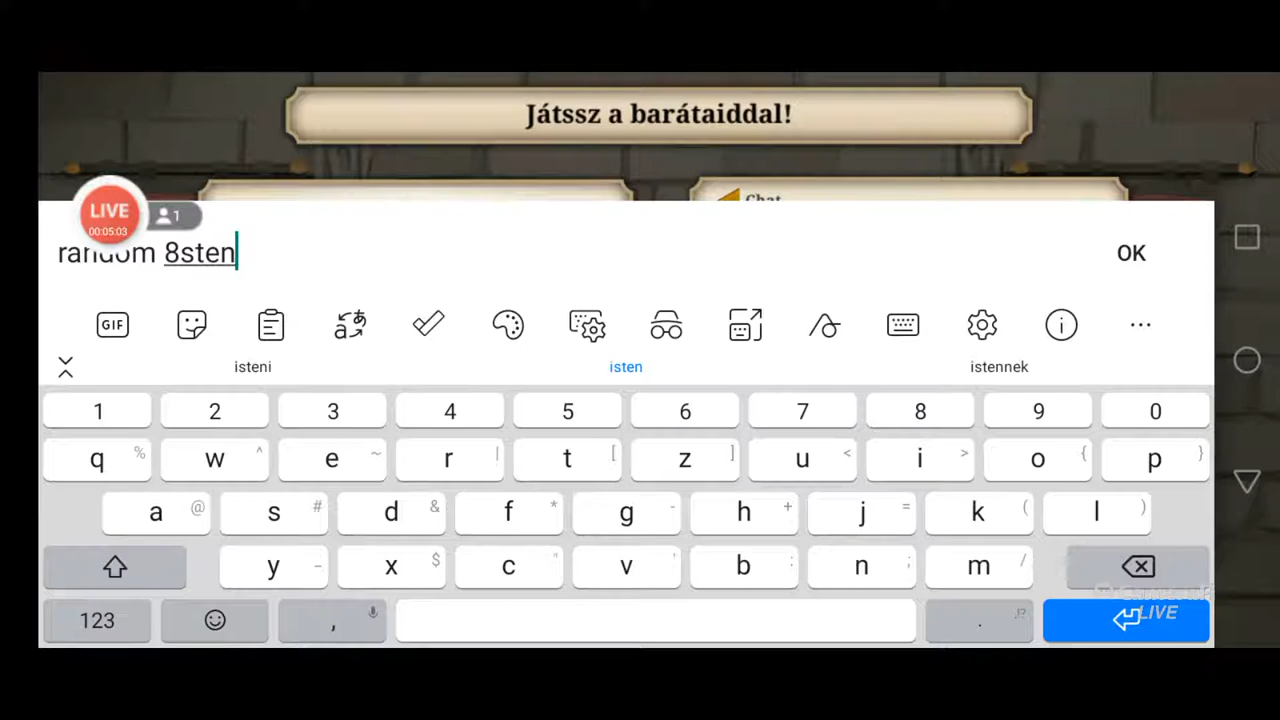 Játssz a barátaiddal!
Chat
LIVE
00:05:03
1
random 8sten
OK
GIF
isteni isten istennek
1 2 3 4 5 6 7 8 9 0
q % w ^ e ~ r | t [ z ] u < i > o { p }
a @ s # d & f * g - h + j = k ( l )
y _ x $ c " v ' b : n ; m /
123 , . !?
LIVE